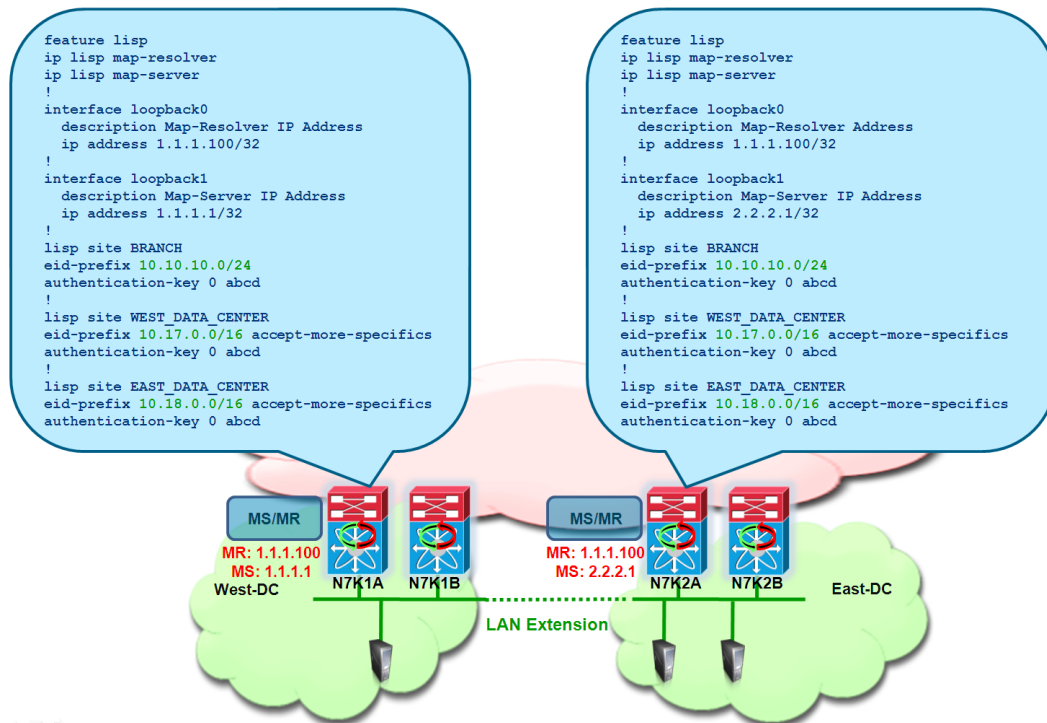 feature lisp
ip lisp map-resolver
ip lisp map-server
!
interface loopback0
  description Map-Resolver IP Address
  ip address 1.1.1.100/32
!
interface loopback1
  description Map-Server IP Address
  ip address 1.1.1.1/32
!
lisp site BRANCH
eid-prefix 10.10.10.0/24
authentication-key 0 abcd
!
lisp site WEST_DATA_CENTER
eid-prefix 10.17.0.0/16 accept-more-specifics
authentication-key 0 abcd
!
lisp site EAST_DATA_CENTER
eid-prefix 10.18.0.0/16 accept-more-specifics
authentication-key 0 abcd
feature lisp
ip lisp map-resolver
ip lisp map-server
!
interface loopback0
  description Map-Resolver Address
  ip address 1.1.1.100/32
!
interface loopback1
  description Map-Server IP Address
  ip address 2.2.2.1/32
!
lisp site BRANCH
eid-prefix 10.10.10.0/24
authentication-key 0 abcd
!
lisp site WEST_DATA_CENTER
eid-prefix 10.17.0.0/16 accept-more-specifics
authentication-key 0 abcd
!
lisp site EAST_DATA_CENTER
eid-prefix 10.18.0.0/16 accept-more-specifics
authentication-key 0 abcd
MS/MR
MR: 1.1.1.100
MS: 1.1.1.1
West-DC
N7K1A
N7K1B
MS/MR
MR: 1.1.1.100
MS: 2.2.2.1
N7K2A
N7K2B
East-DC
LAN Extension